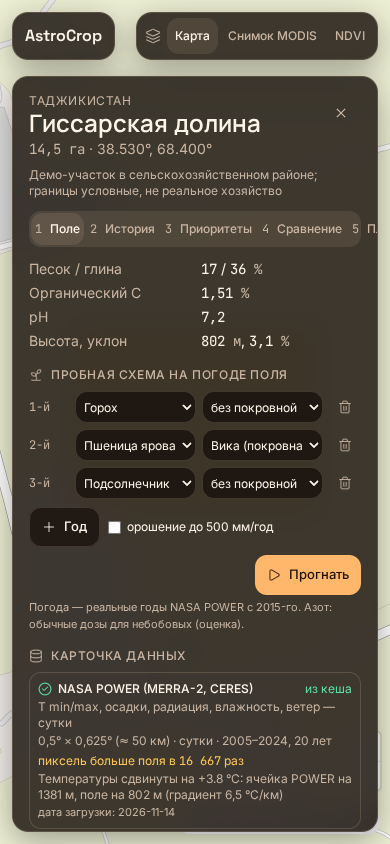 AstroCrop
Карта Снимок MODIS NDVI
ТАДЖИКИСТАН
Гиссарская долина
14,5 га · 38.530°, 68.400°
Демо-участок в сельскохозяйственном районе;
границы условные, не реальное хозяйство
1 Поле 2 История 3 Приоритеты 4 Сравнение 5
Песок / глина 17 / 36 %
Органический C 1,51 %
pH 7,2
Высота, уклон 802 м, 3,1 %
ПРОБНАЯ СХЕМА НА ПОГОДЕ ПОЛЯ
1-й Горох без покровной
2-й Пшеница ярова Вика (покровна
3-й Подсолнечник без покровной
+ Год орошение до 500 мм/год
Прогнать
Погода — реальные годы NASA POWER с 2015-го. Азот:
обычные дозы для небобовых (оценка).
КАРТОЧКА ДАННЫХ
NASA POWER (MERRA-2, CERES) из кеша
T min/max, осадки, радиация, влажность, ветер —
сутки
0,5° × 0,625° (≈ 50 км) · сутки · 2005–2024, 20 лет
пиксель больше поля в 16 667 раз
Температуры сдвинуты на +3.8 °C: ячейка POWER на
1381 м, поле на 802 м (градиент 6,5 °C/км)
дата загрузки: 2026-11-14